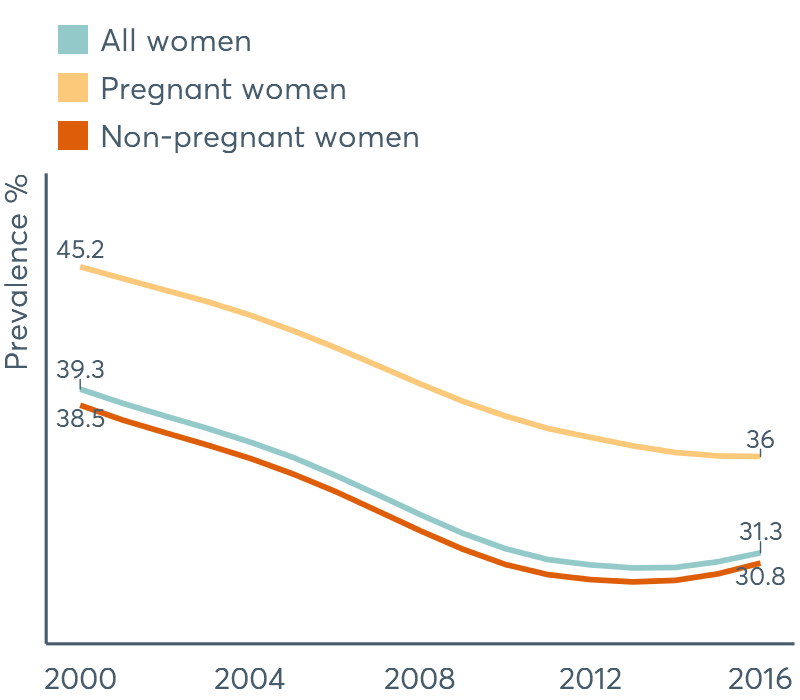 All women
Pregnant women
Non-pregnant women
Prevalence %
45.2
39.3
38.5
36
31.3
30.8
2000 2004 2008 2012 2016